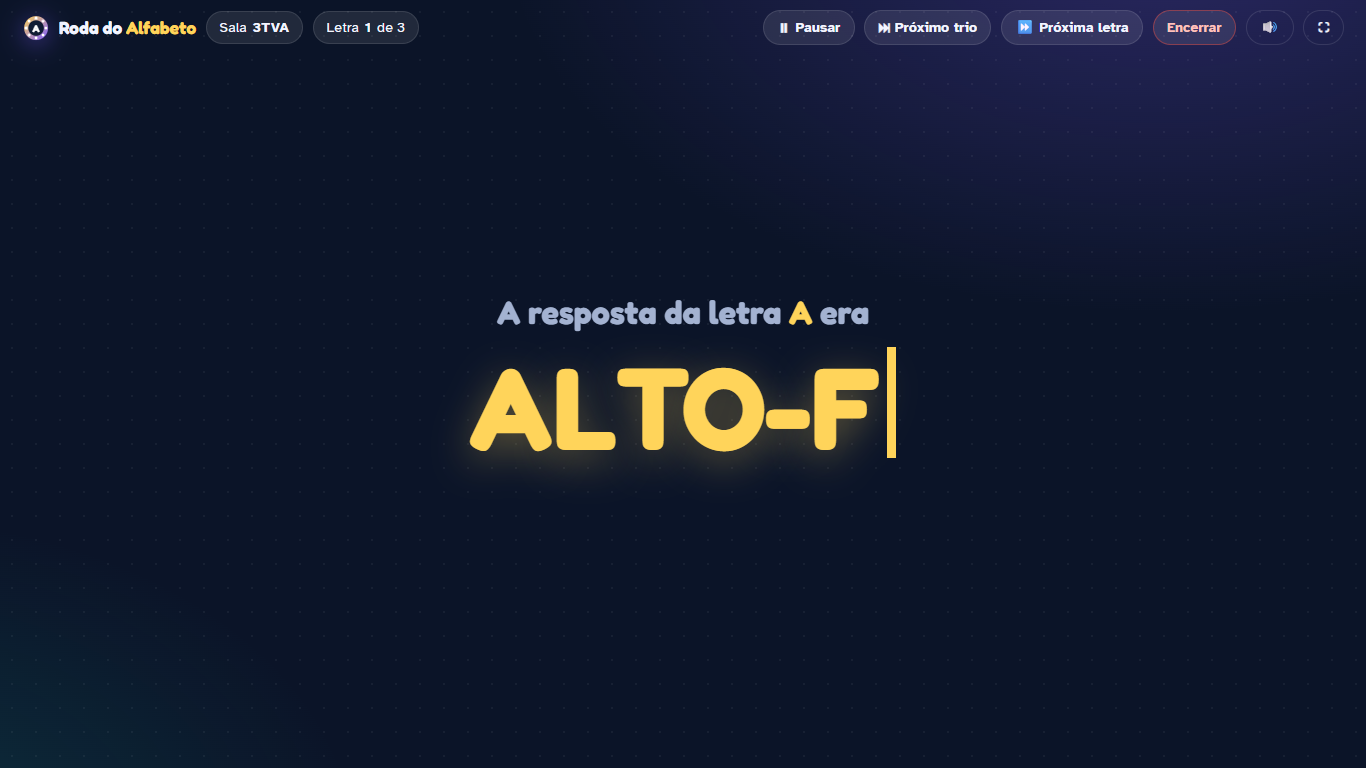 Roda do Alfabeto
Sala 3TVA
Letra 1 de 3
Pausar
Próximo trio
Próxima letra
Encerrar
A resposta da letra A era
ALTO-F